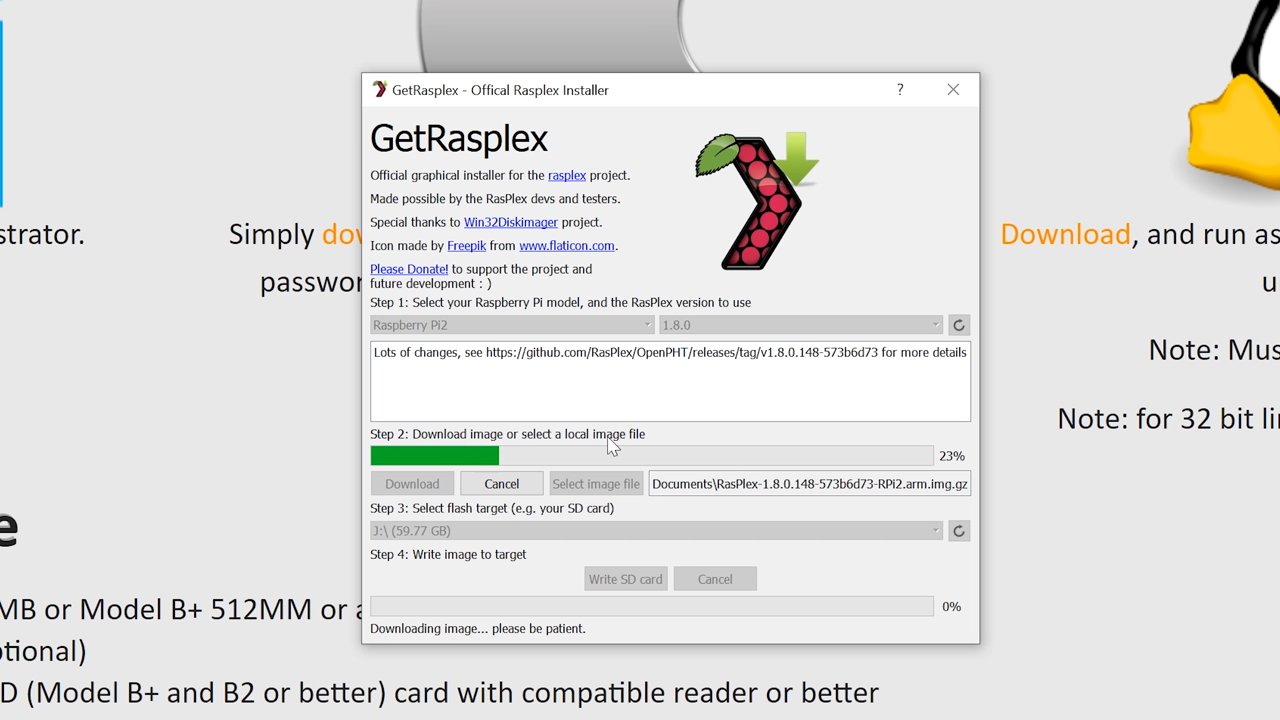 GetRasplex - Offical Rasplex Installer
?
GetRasplex
Official graphical installer for the rasplex project.
Made possible by the RasPlex devs and testers.
Special thanks to Win32Diskimager project.
Icon made by Freepik from www.flaticon.com.
Please Donate! to support the project and
future development : )
Step 1: Select your Raspberry Pi model, and the RasPlex version to use
Raspberry Pi2
1.8.0
Lots of changes, see https://github.com/RasPlex/OpenPHT/releases/tag/v1.8.0.148-573b6d73 for more details
Step 2: Download image or select a local image file
23%
Download
Cancel
Select image file
Documents\RasPlex-1.8.0.148-573b6d73-RPi2.arm.img.gz
Step 3: Select flash target (e.g. your SD card)
J:\ (59.77 GB)
Step 4: Write image to target
Write SD card
Cancel
0%
Downloading image... please be patient.
strator.
Simply dow
passwor
Download, and run as
u
Note: Mus
Note: for 32 bit lin
e
MB or Model B+ 512MM or a
ptional)
D (Model B+ and B2 or better) card with compatible reader or better